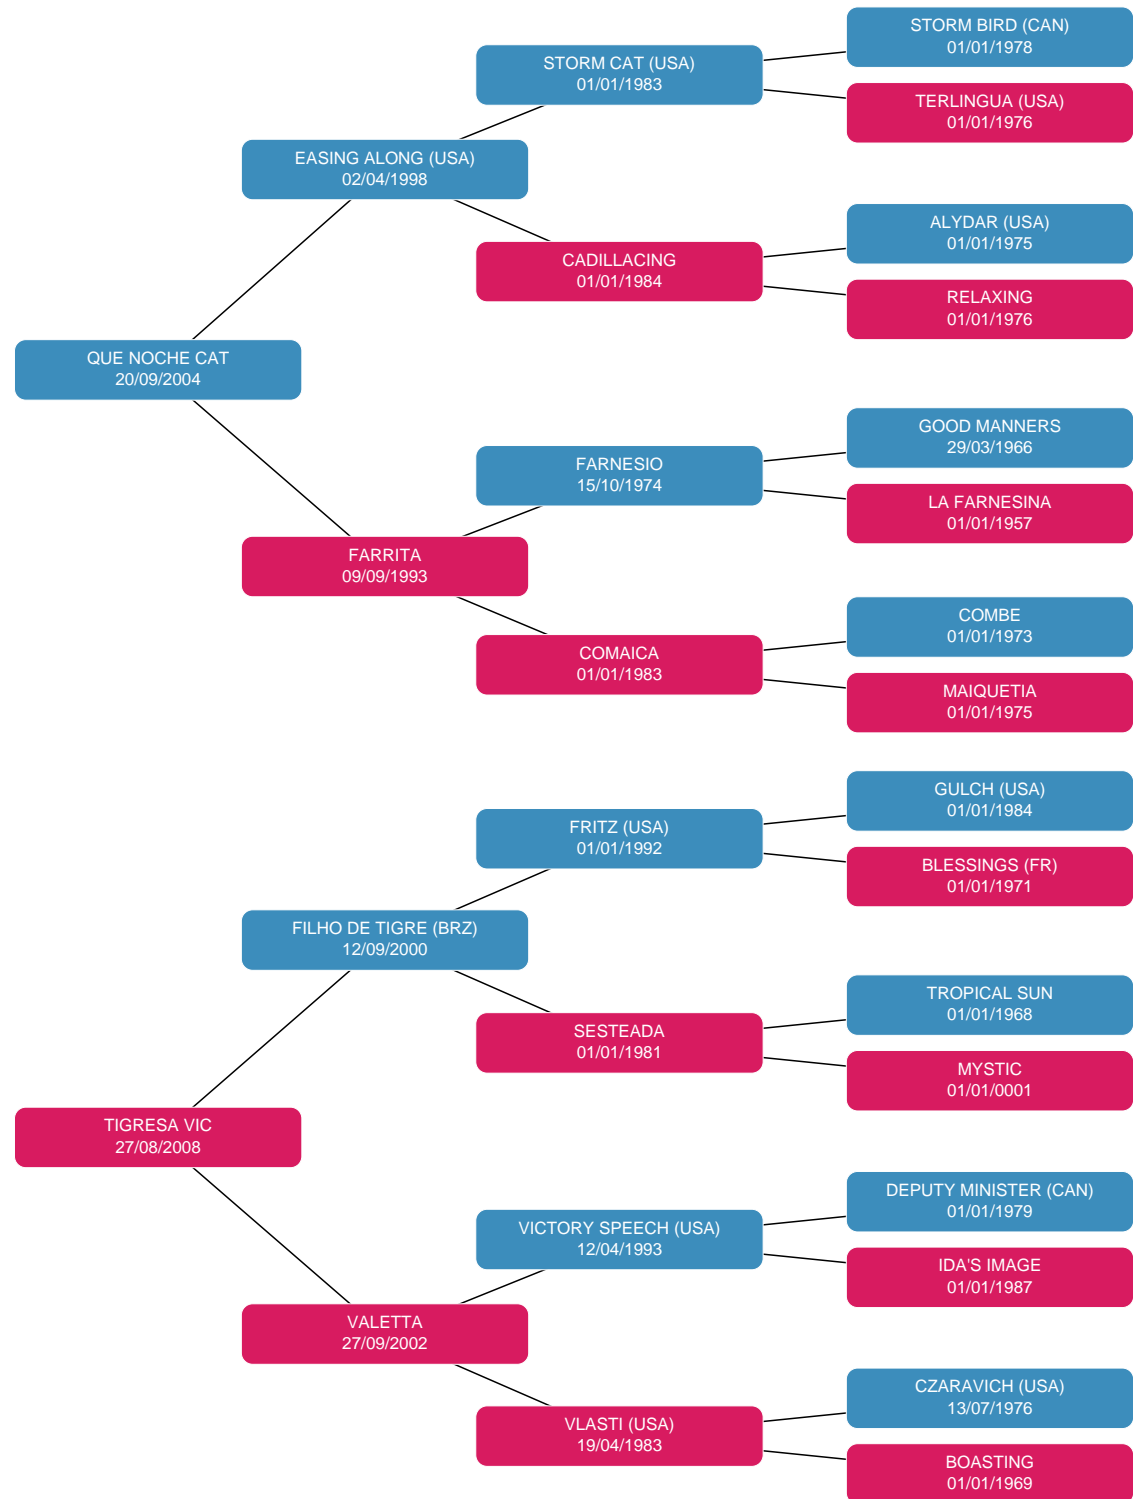 STORM BIRD (CAN)
01/01/1978
STORM CAT (USA)
01/01/1983
TERLINGUA (USA)
01/01/1976
EASING ALONG (USA)
02/04/1998
ALYDAR (USA)
01/01/1975
CADILLACING
01/01/1984
RELAXING
01/01/1976
QUE NOCHE CAT
20/09/2004
GOOD MANNERS
29/03/1966
FARNESIO
15/10/1974
LA FARNESINA
01/01/1957
FARRITA
09/09/1993
COMBE
01/01/1973
COMAICA
01/01/1983
MAIQUETIA
01/01/1975
GULCH (USA)
01/01/1984
FRITZ (USA)
01/01/1992
BLESSINGS (FR)
01/01/1971
FILHO DE TIGRE (BRZ)
12/09/2000
TROPICAL SUN
01/01/1968
SESTEADA
01/01/1981
MYSTIC
01/01/0001
TIGRESA VIC
27/08/2008
DEPUTY MINISTER (CAN)
01/01/1979
VICTORY SPEECH (USA)
12/04/1993
IDA'S IMAGE
01/01/1987
VALETTA
27/09/2002
CZARAVICH (USA)
13/07/1976
VLASTI (USA)
19/04/1983
BOASTING
01/01/1969